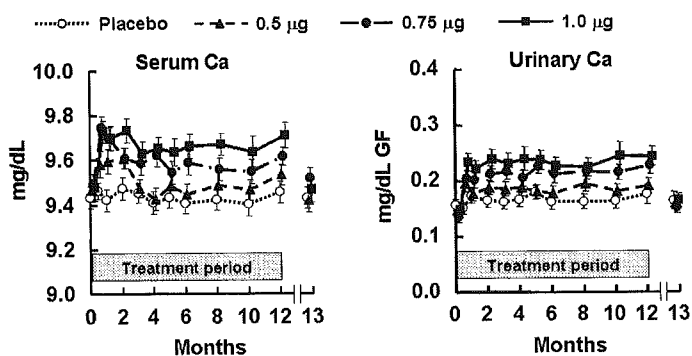 Placebo 0.5 µg 0.75 µg 1.0 µg
Serum Ca
mg/dL
10.0
9.8
9.6
9.4
9.2
9.0
Treatment period
0 2 4 6 8 10 12 13
Months
Urinary Ca
mg/dL GF
0.4
0.3
0.2
0.1
0.0
Treatment period
0 2 4 6 8 10 12 13
Months